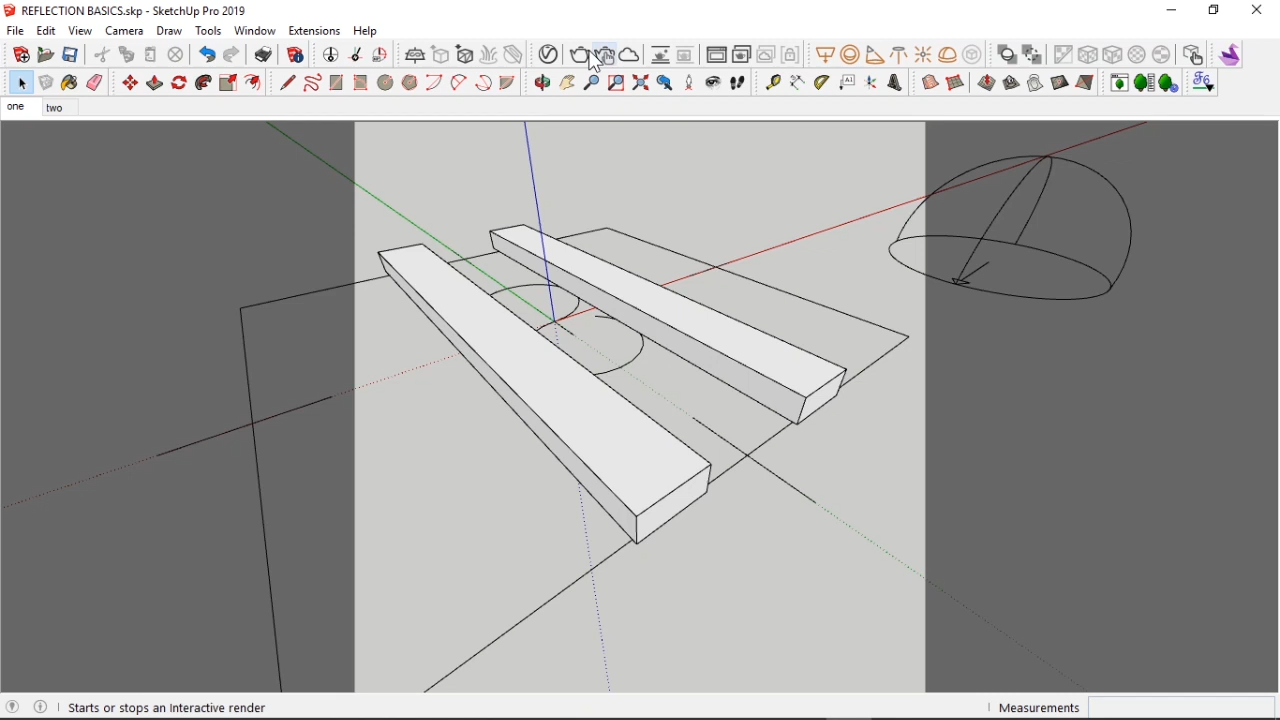 REFLECTION BASICS.skp - SketchUp Pro 2019
File Edit View Camera Draw Tools Window Extensions Help
one two
Starts or stops an Interactive render
Measurements